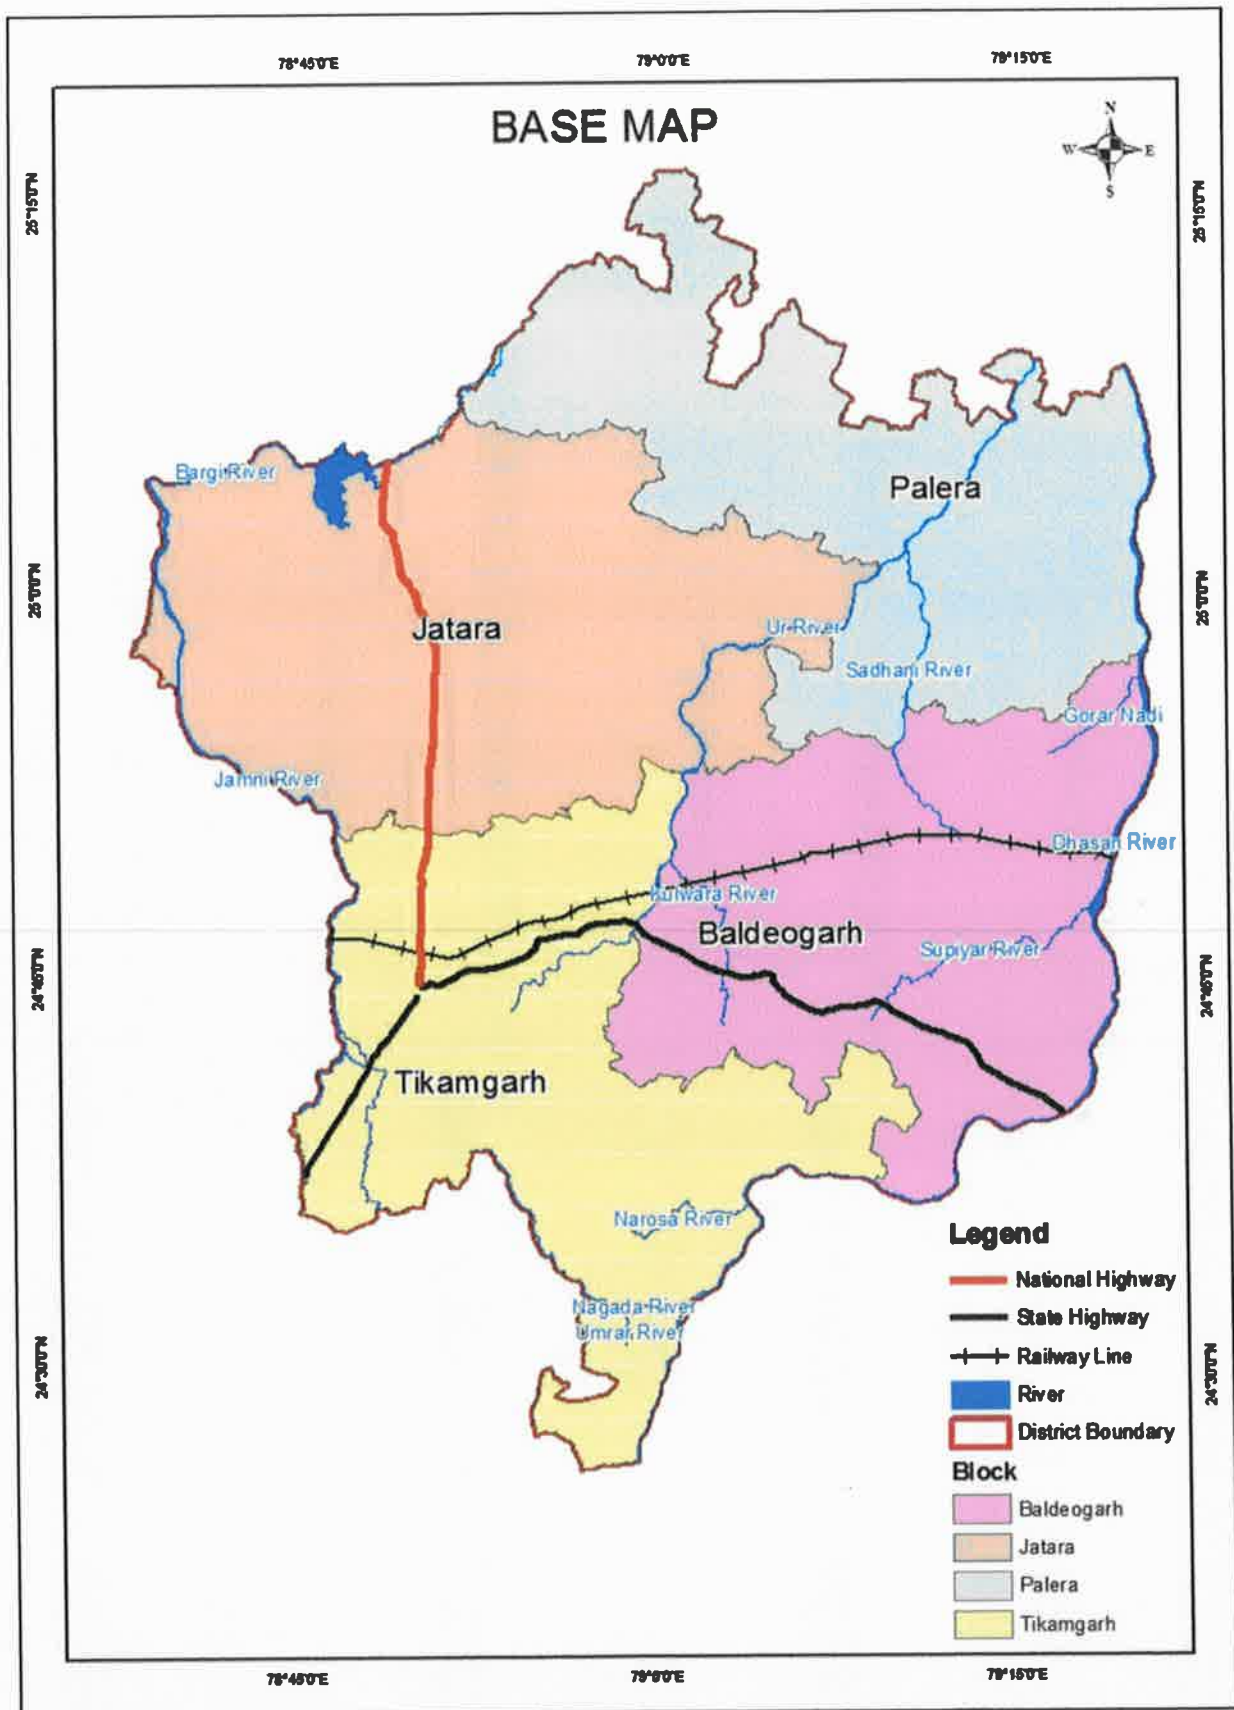 78°45'0"E 79°0'0"E 79°15'0"E
BASE MAP
N
W E
S
25°15'0"N 25°15'0"N
Palera
Bargi River
25°0'0"N 25°0'0"N
Jatara
Ur River
Sadhani River
Gorar Nadi
Jamni River
Dhasan River
Kulwara River
Baldeogarh
Supiyar River
24°45'0"N 24°45'0"N
Tikamgarh
Narosa River
Legend
National Highway
Nagada River
State Highway
Umrar River
Railway Line
24°30'0"N 24°30'0"N
River
District Boundary
Block
Baldeogarh
Jatara
Palera
Tikamgarh
78°45'0"E 79°0'0"E 79°15'0"E